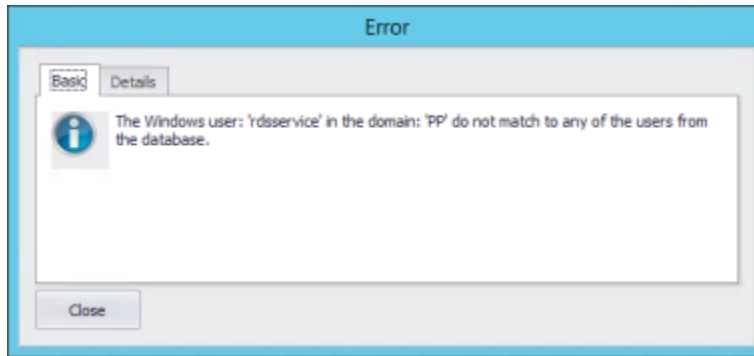 Error
Basic Details
The Windows user: 'rdsservice' in the domain: 'PP' do not match to any of the users from
the database.
Close